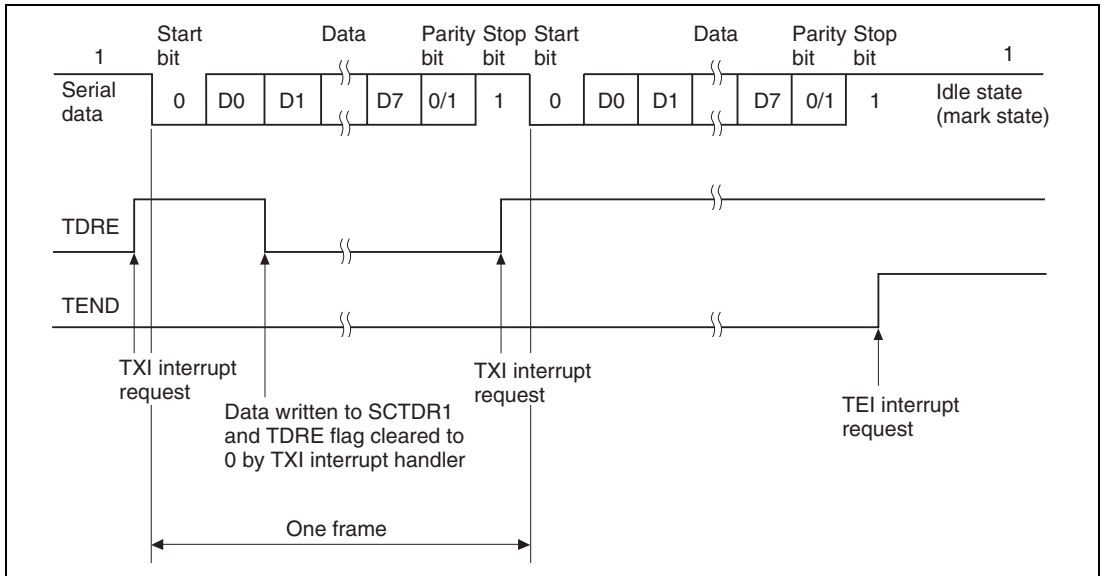 Start Data Parity Stop Start Data Parity Stop
1 bit bit bit bit bit bit 1
Serial data 0 D0 D1 D7 0/1 1 0 D0 D1 D7 0/1 1 Idle state (mark state)
TDRE
TEND
TXI interrupt request
TXI interrupt request
Data written to SCTDR1
and TDRE flag cleared to
0 by TXI interrupt handler
TEI interrupt request
One frame